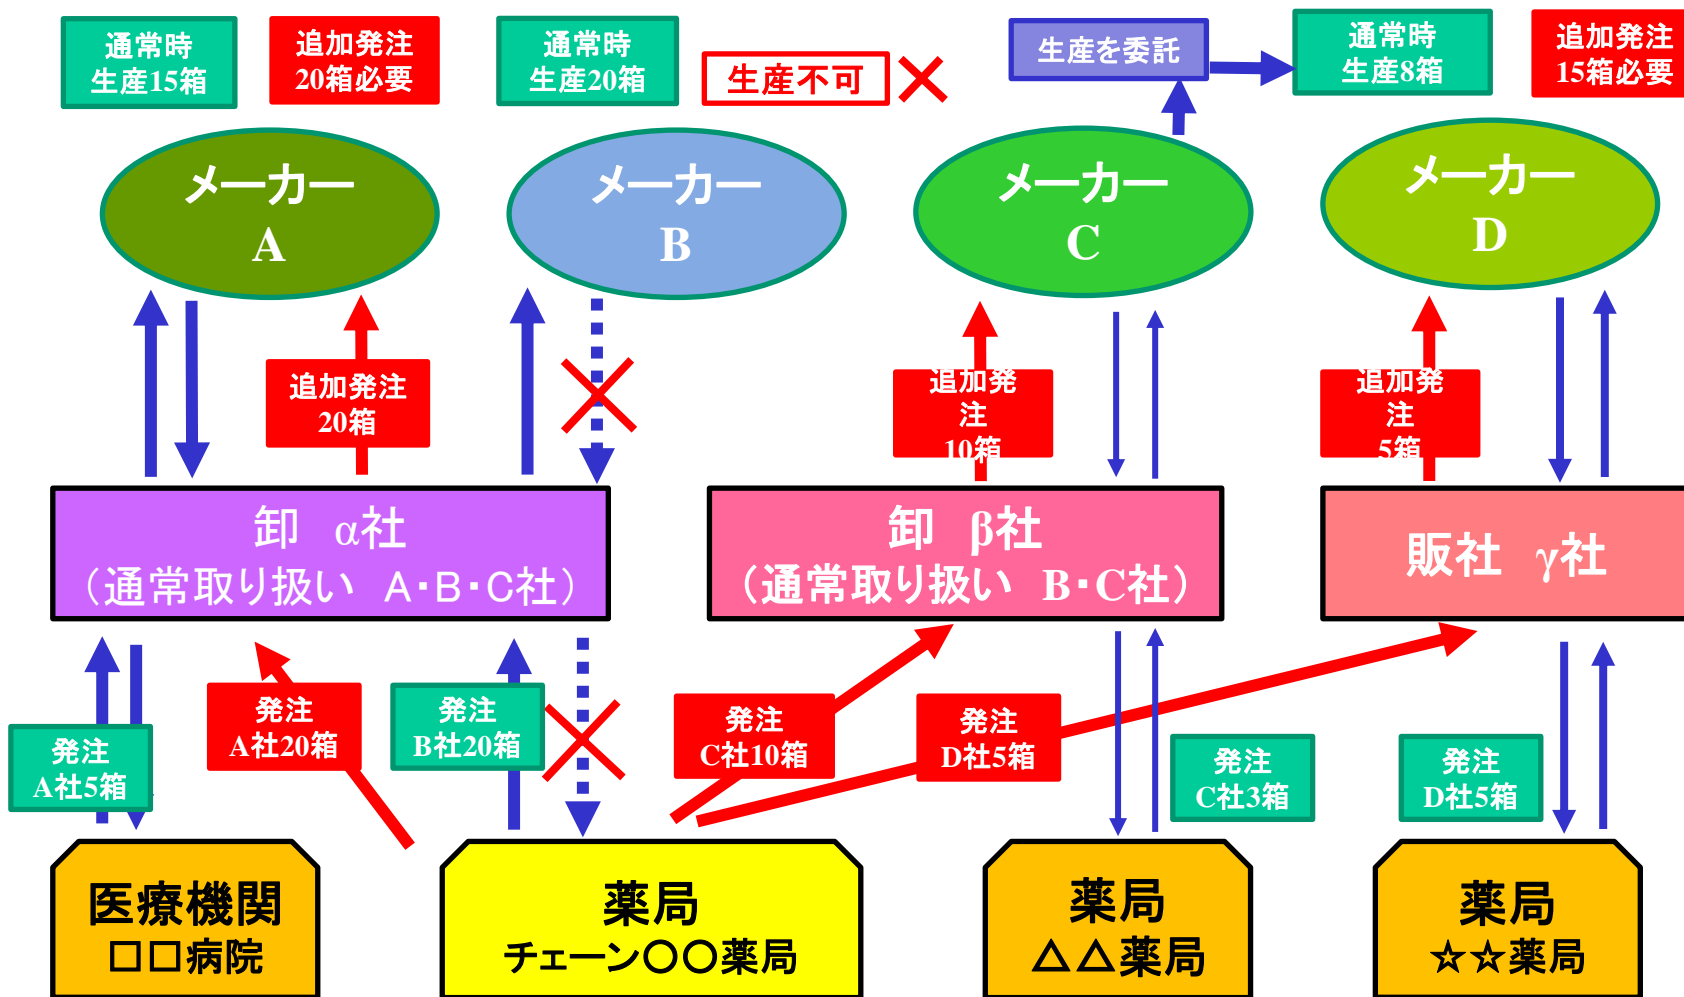 通常時
生産15箱
追加発注
20箱必要
通常時
生産20箱
生産不可
生産を委託
通常時
生産8箱
追加発注
15箱必要
メーカー
A
メーカー
B
メーカー
C
メーカー
D
追加発注
20箱
追加発
注
10箱
追加発
注
5箱
卸　α社
（通常取り扱い　A・B・C社）
卸　β社
（通常取り扱い　B・C社）
販社　γ社
発注
A社5箱
発注
A社20箱
発注
B社20箱
発注
C社10箱
発注
D社5箱
発注
C社3箱
発注
D社5箱
医療機関
□□病院
薬局
チェーン〇〇薬局
薬局
△△薬局
薬局
☆☆薬局